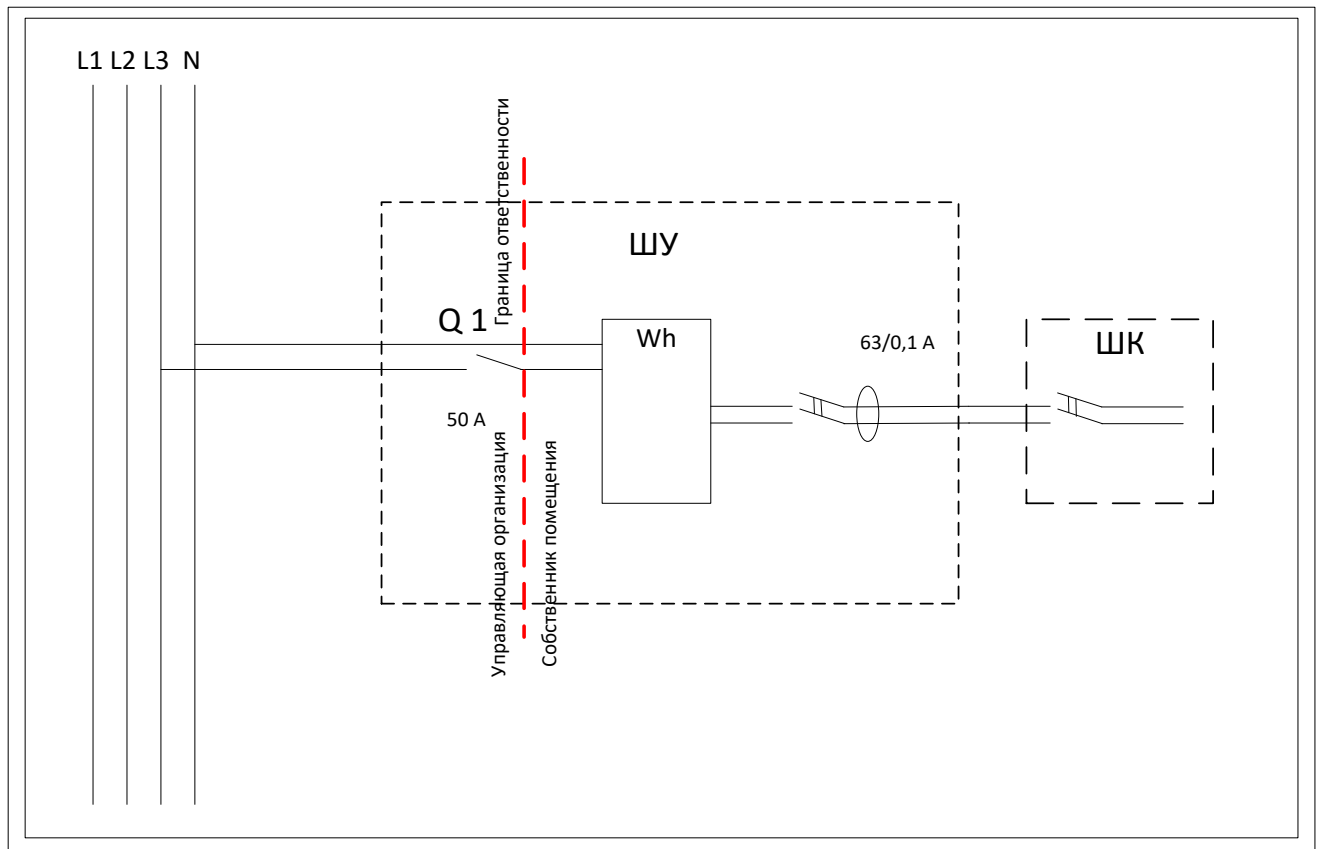 L1 L2 L3 N
Граница ответственности
ШУ
Q 1
Wh
63/0,1 А
ШК
50 А
Управляющая организация
Собственник помещения